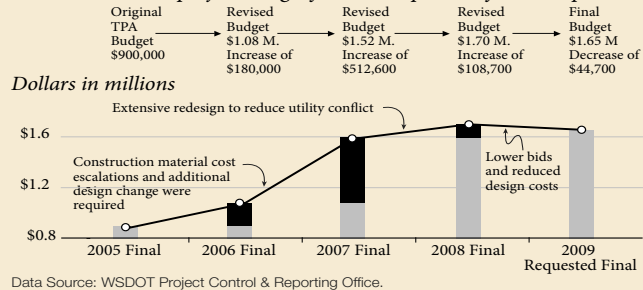 Original
TPA
Budget
$900,000
Revised
Budget
$1.08 M.
Increase of
$180,000
Revised
Budget
$1.52 M.
Increase of
$512,600
Revised
Budget
$1.70 M.
Increase of
$108,700
Final
Budget
$1.65 M
Decrease of
$44,700
Dollars in millions
Extensive redesign to reduce utility conflict
$1.6
Construction material cost
escalations and additional
design change were
required
Lower bids
and reduced
design costs
$1.2
$0.8
2005 Final
2006 Final
2007 Final
2008 Final
2009
Requested Final
Data Source: WSDOT Project Control & Reporting Office.